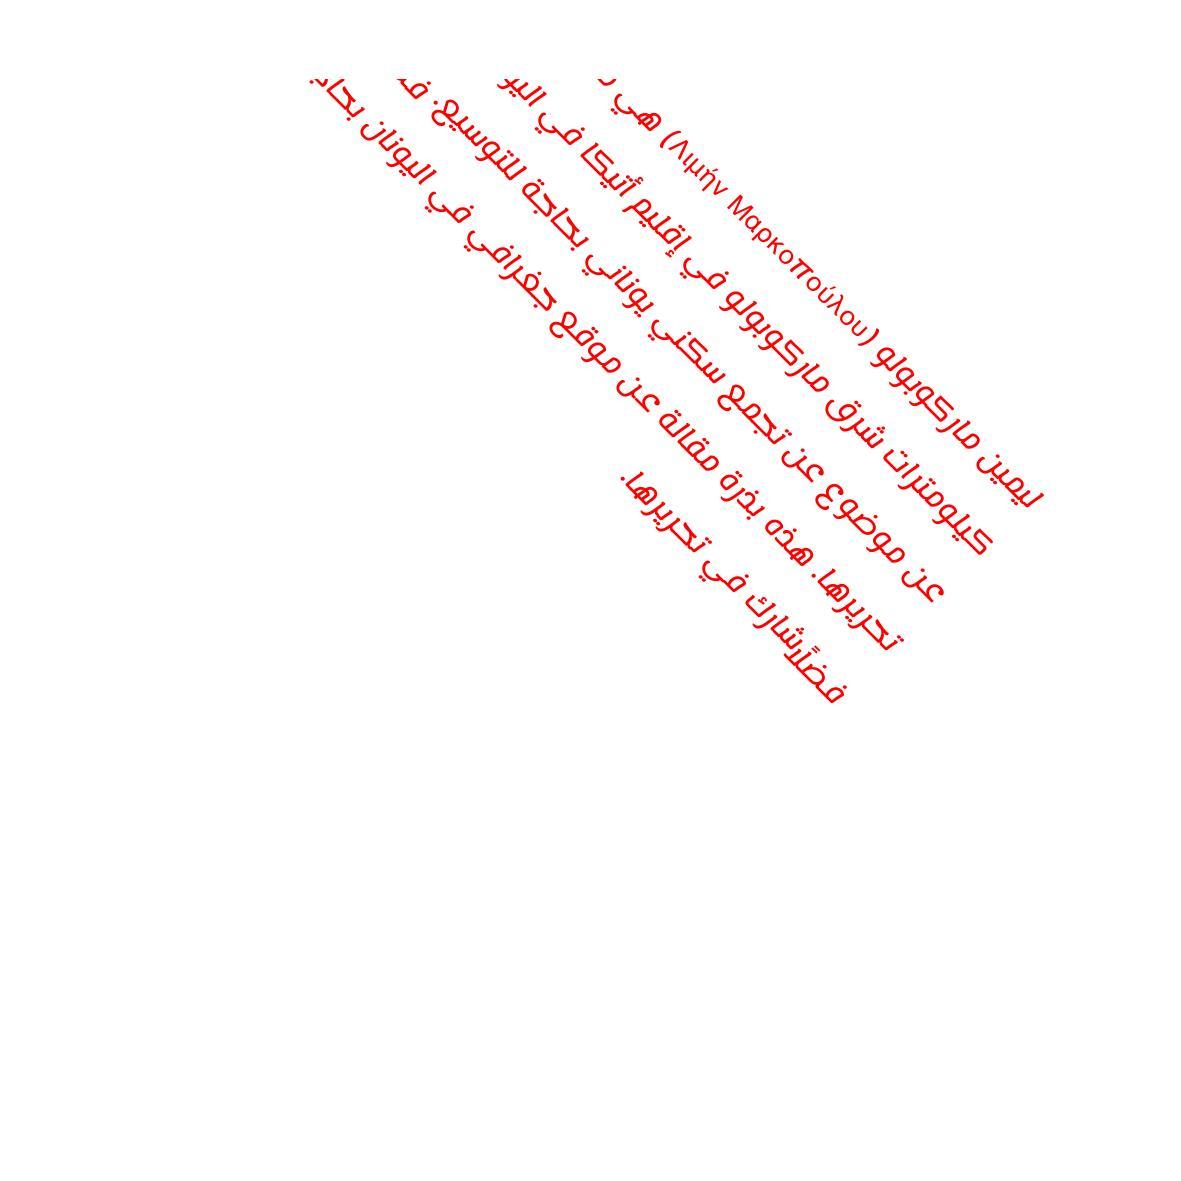 ليمين ماركوبولو (Λιμήν Μαρκοπούλου) هي
كيلومترات شرق ماركوبولو في إقليم أتيكا في
عن موضوع عن تجمع سكني يوناني بحاجة للتوسيع.
تحريرها. هذه بذرة مقالة عن موقع جغرافي في اليونان
فضلًا شارك في تحريرها.